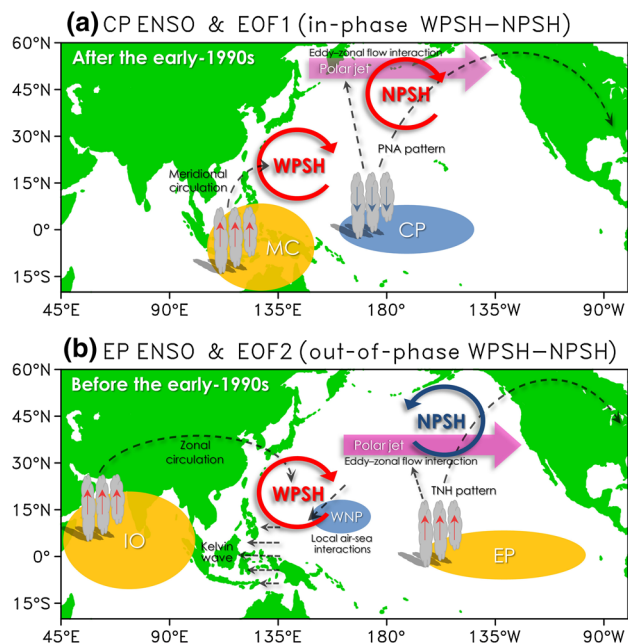 (a) CP ENSO & EOF1 (in-phase WPSH–NPSH)
After the early-1990s
Eddy–zonal flow interaction
Polar jet
NPSH
WPSH
PNA pattern
Meridional
circulation
MC
CP
60°N
45°N
30°N
15°N
0°
15°S
45°E
90°E
135°E
180°
135°W
90°W
(b) EP ENSO & EOF2 (out-of-phase WPSH–NPSH)
Before the early-1990s
NPSH
Polar jet
Zonal
circulation
Eddy–zonal flow interaction
WPSH
TNH pattern
WNP
IO
Local air-sea
interactions
Kelvin
wave
EP
60°N
45°N
30°N
15°N
0°
15°S
45°E
90°E
135°E
180°
135°W
90°W